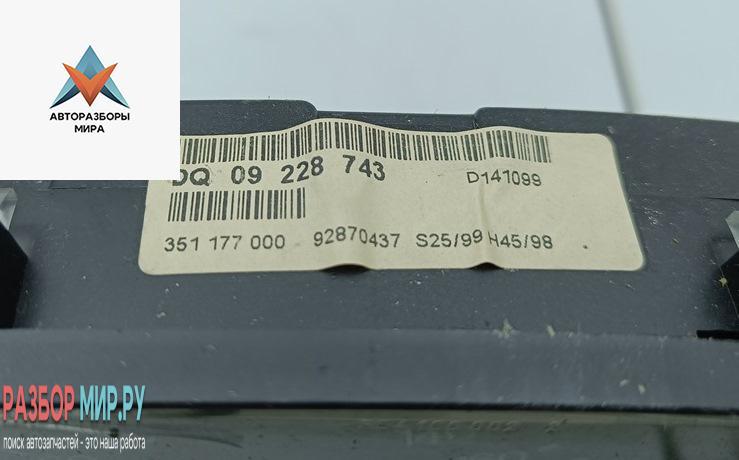 АВТОРАЗБОРЫ
МИРА
DQ 09 228 743
D141099
351 177 000 92870437 S25/99 H45/98
РАЗБОР МИР.РУ
поиск автозапчастей - это наша работа